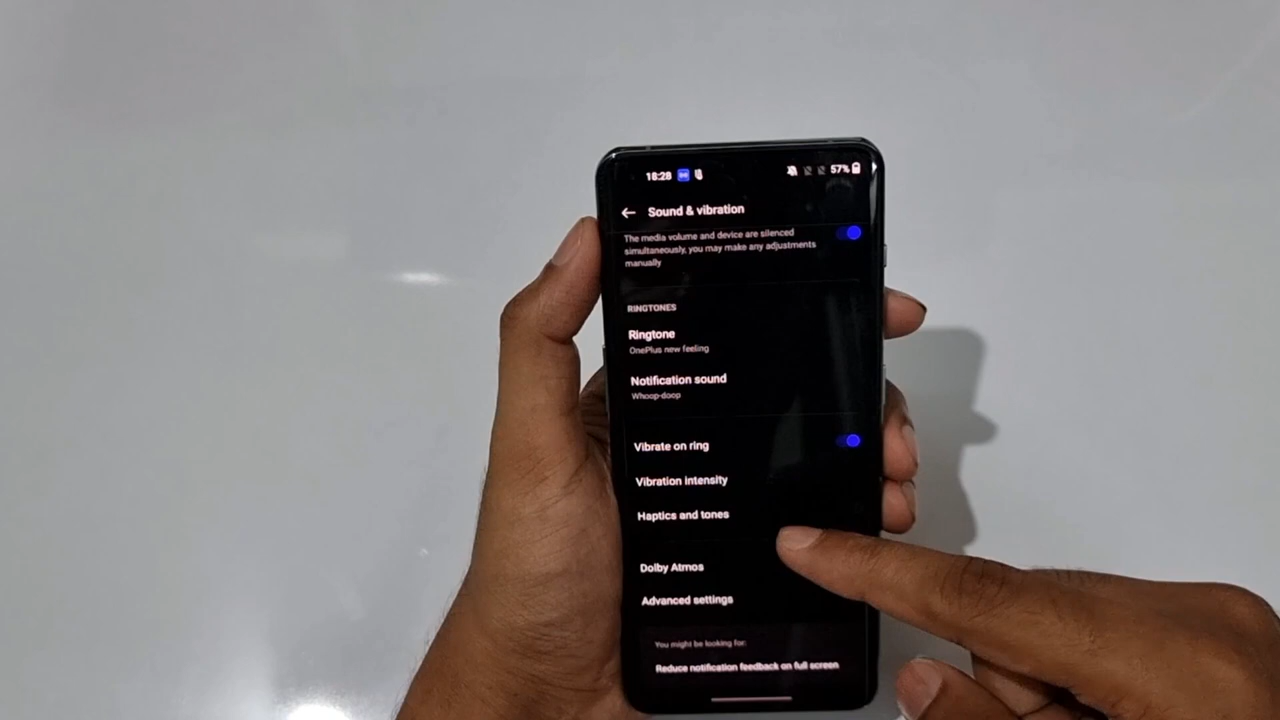 18:28
57%
Sound & vibration
The media volume and device are silenced
simultaneously, you may make any adjustments
manually
RINGTONES
Ringtone
OnePlus new feeling
Notification sound
Whoop-doop
Vibrate on ring
Vibration intensity
Haptics and tones
Dolby Atmos
Advanced settings
You might be looking for:
Reduce notification feedback on full screen